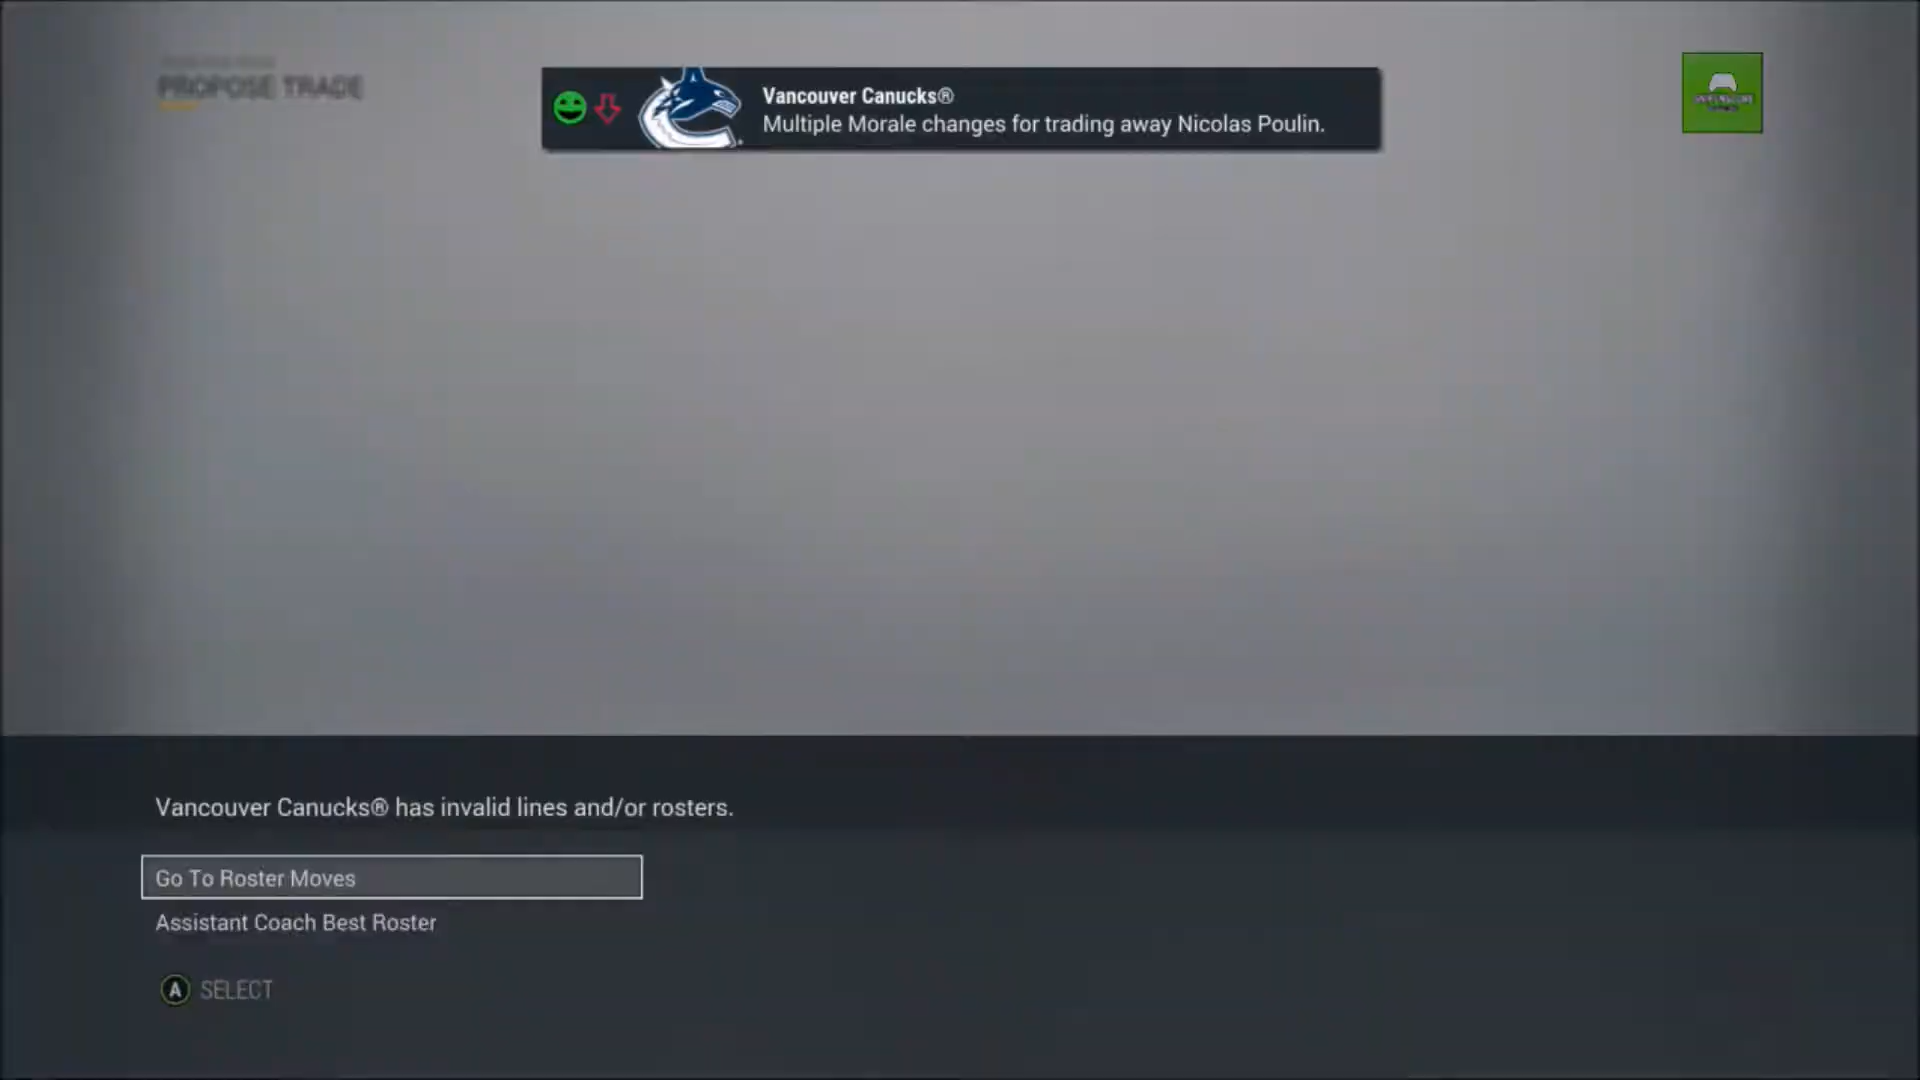 PROPOSE TRADE
Vancouver Canucks®
Multiple Morale changes for trading away Nicolas Poulin.
Vancouver Canucks® has invalid lines and/or rosters.
Go To Roster Moves
Assistant Coach Best Roster
A SELECT